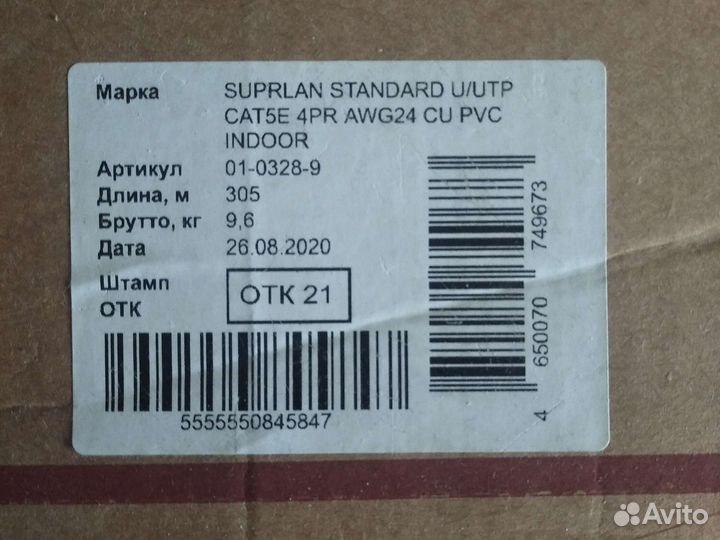 Марка SUPRLAN STANDARD U/UTP
CAT5E 4PR AWG24 CU PVC
INDOOR
Артикул 01-0328-9
Длина, м 305
Брутто, кг 9,6
Дата 26.08.2020
Штамп
ОТК
ОТК 21
5555550845847
4 650070 749673
Avito